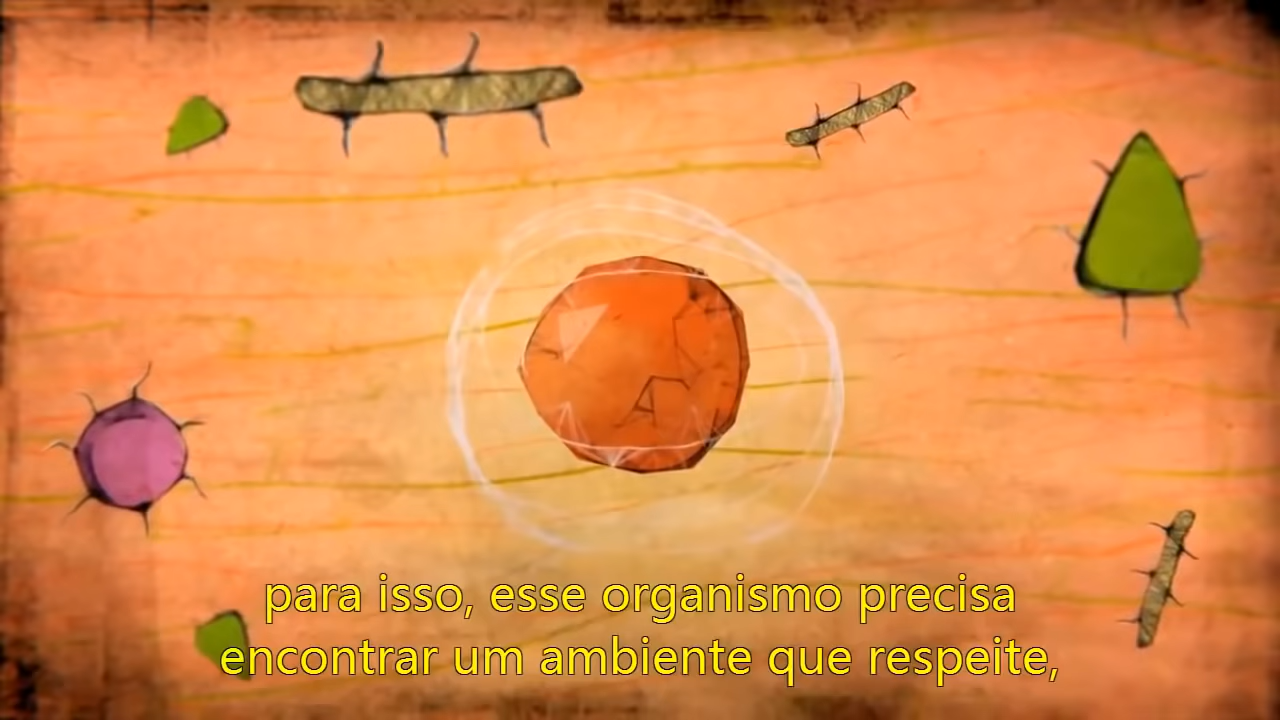 para isso, esse organismo precisa
encontrar um ambiente que respeite,